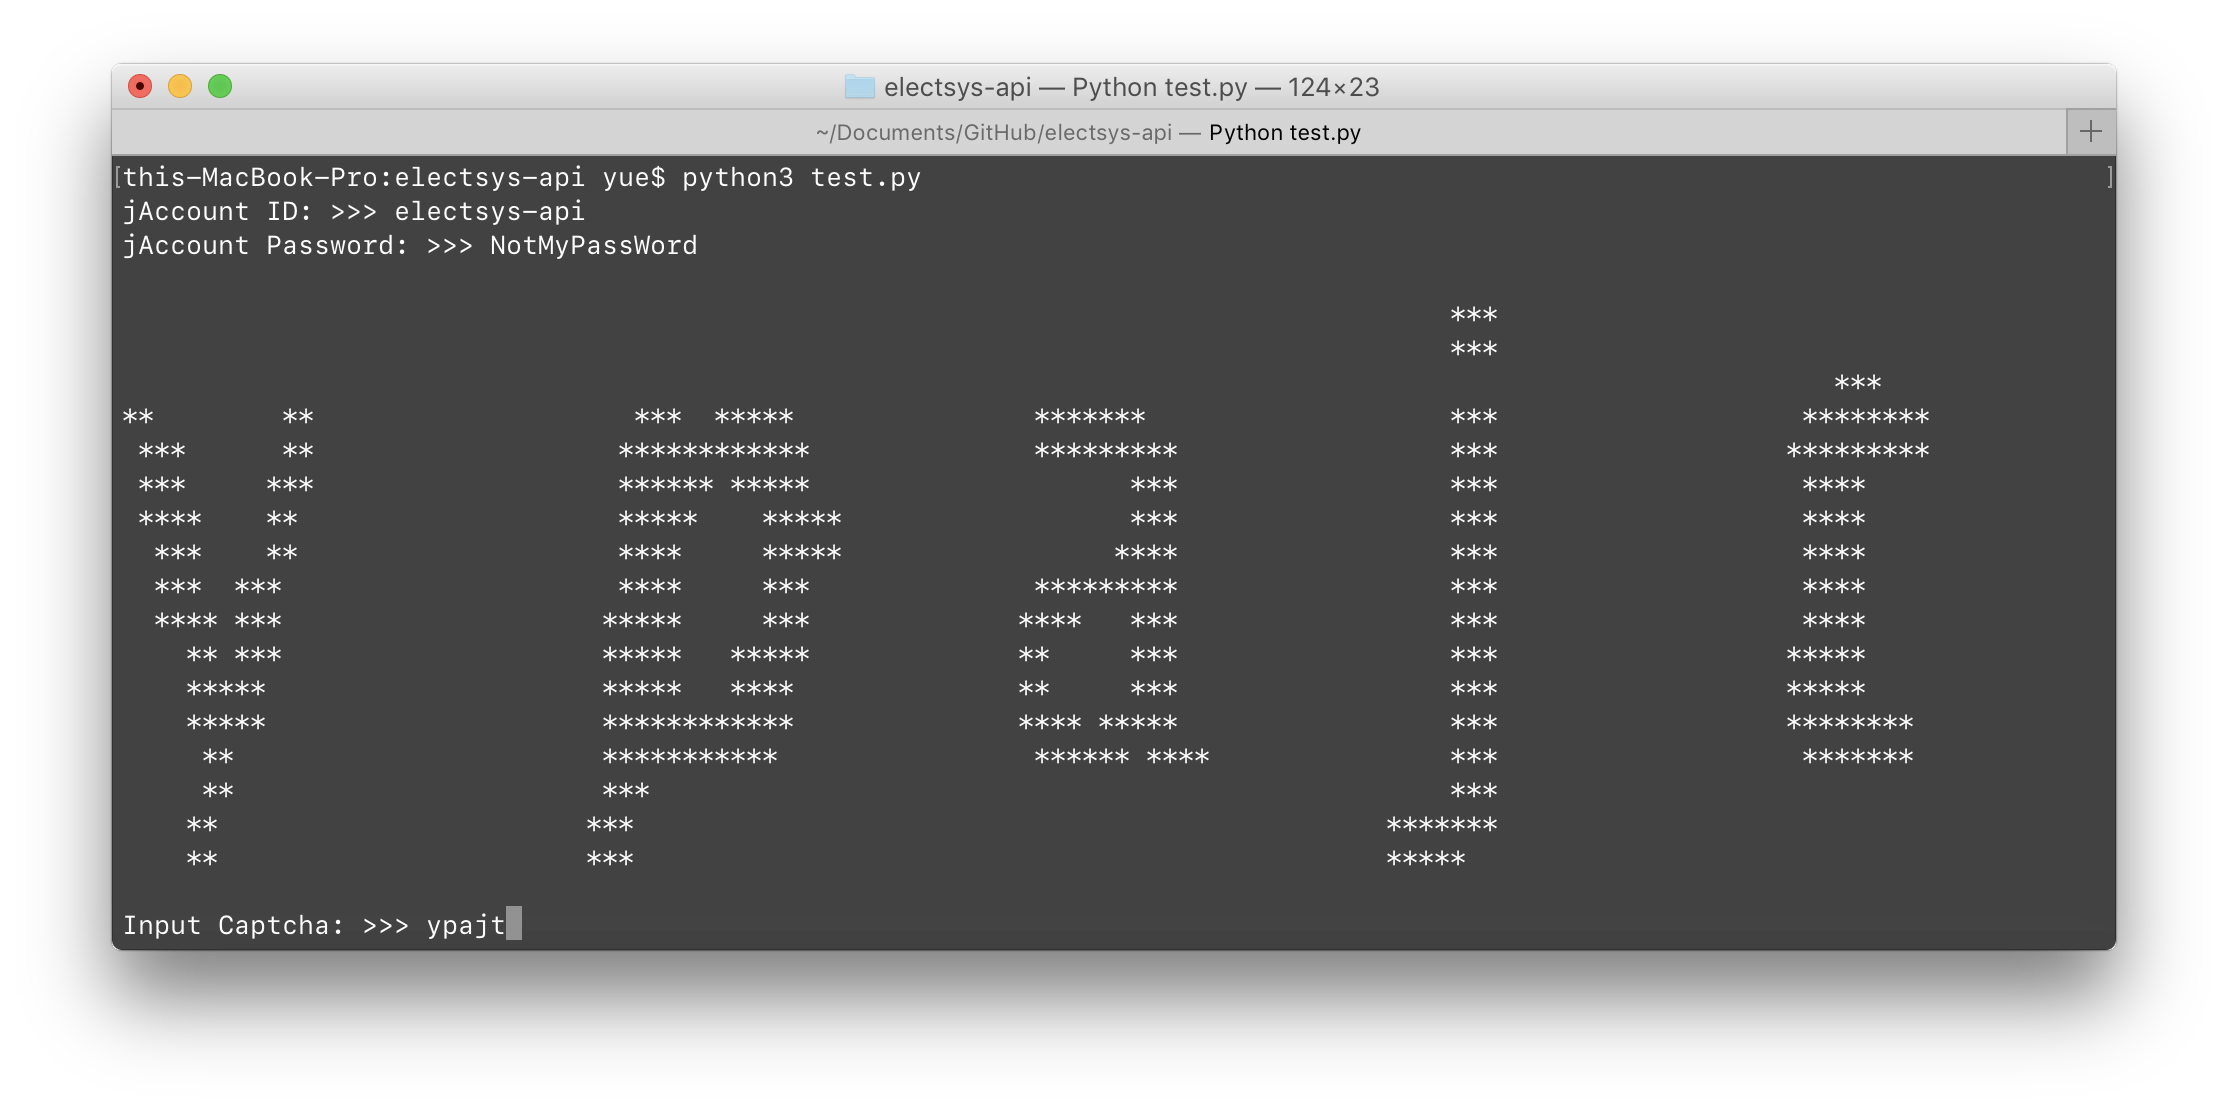 electsys-api — Python test.py — 124×23
~/Documents/GitHub/electsys-api — Python test.py
[this-MacBook-Pro:electsys-api yue$ python3 test.py ]
jAccount ID: >>> electsys-api
jAccount Password: >>> NotMyPassWord
y p a j t
Input Captcha: >>> ypajt